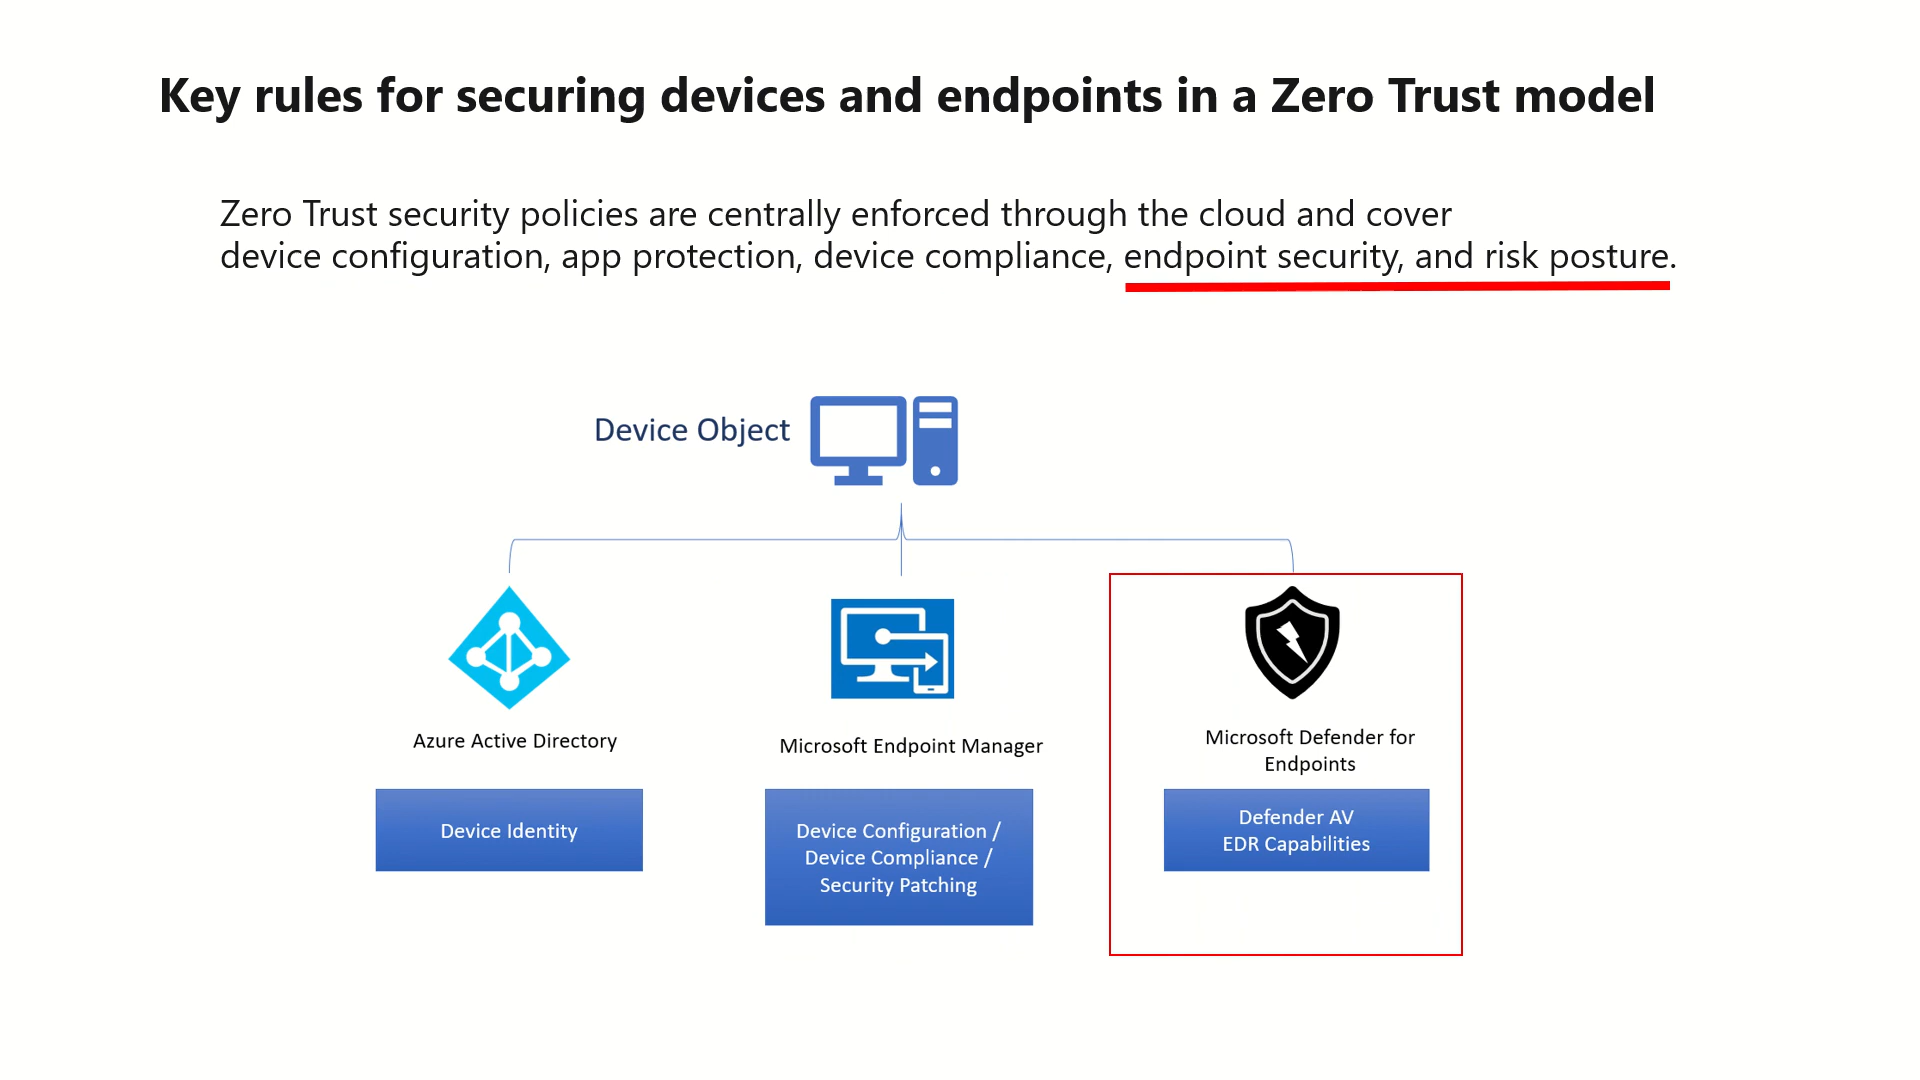 Key rules for securing devices and endpoints in a Zero Trust model
Zero Trust security policies are centrally enforced through the cloud and cover
device configuration, app protection, device compliance, endpoint security, and risk posture.
Device Object
Azure Active Directory
Device Identity
Microsoft Endpoint Manager
Device Configuration /
Device Compliance /
Security Patching
Microsoft Defender for
Endpoints
Defender AV
EDR Capabilities